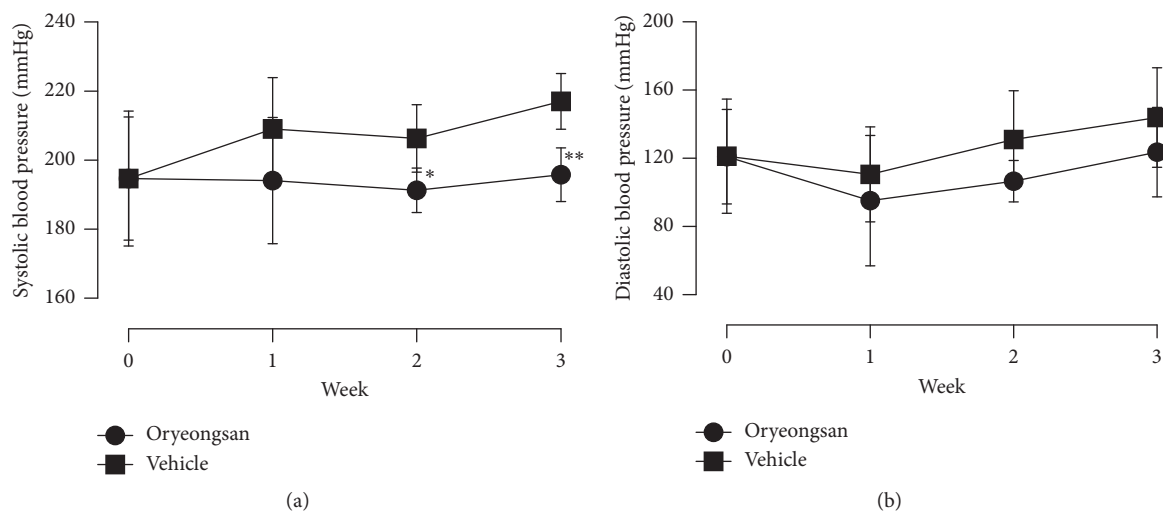 Systolic blood pressure (mmHg)
240
220
200
180
160
*
**
0 1 2 3
Week
Oryeongsan
Vehicle
(a)
Diastolic blood pressure (mmHg)
200
160
120
80
40
0 1 2 3
Week
Oryeongsan
Vehicle
(b)